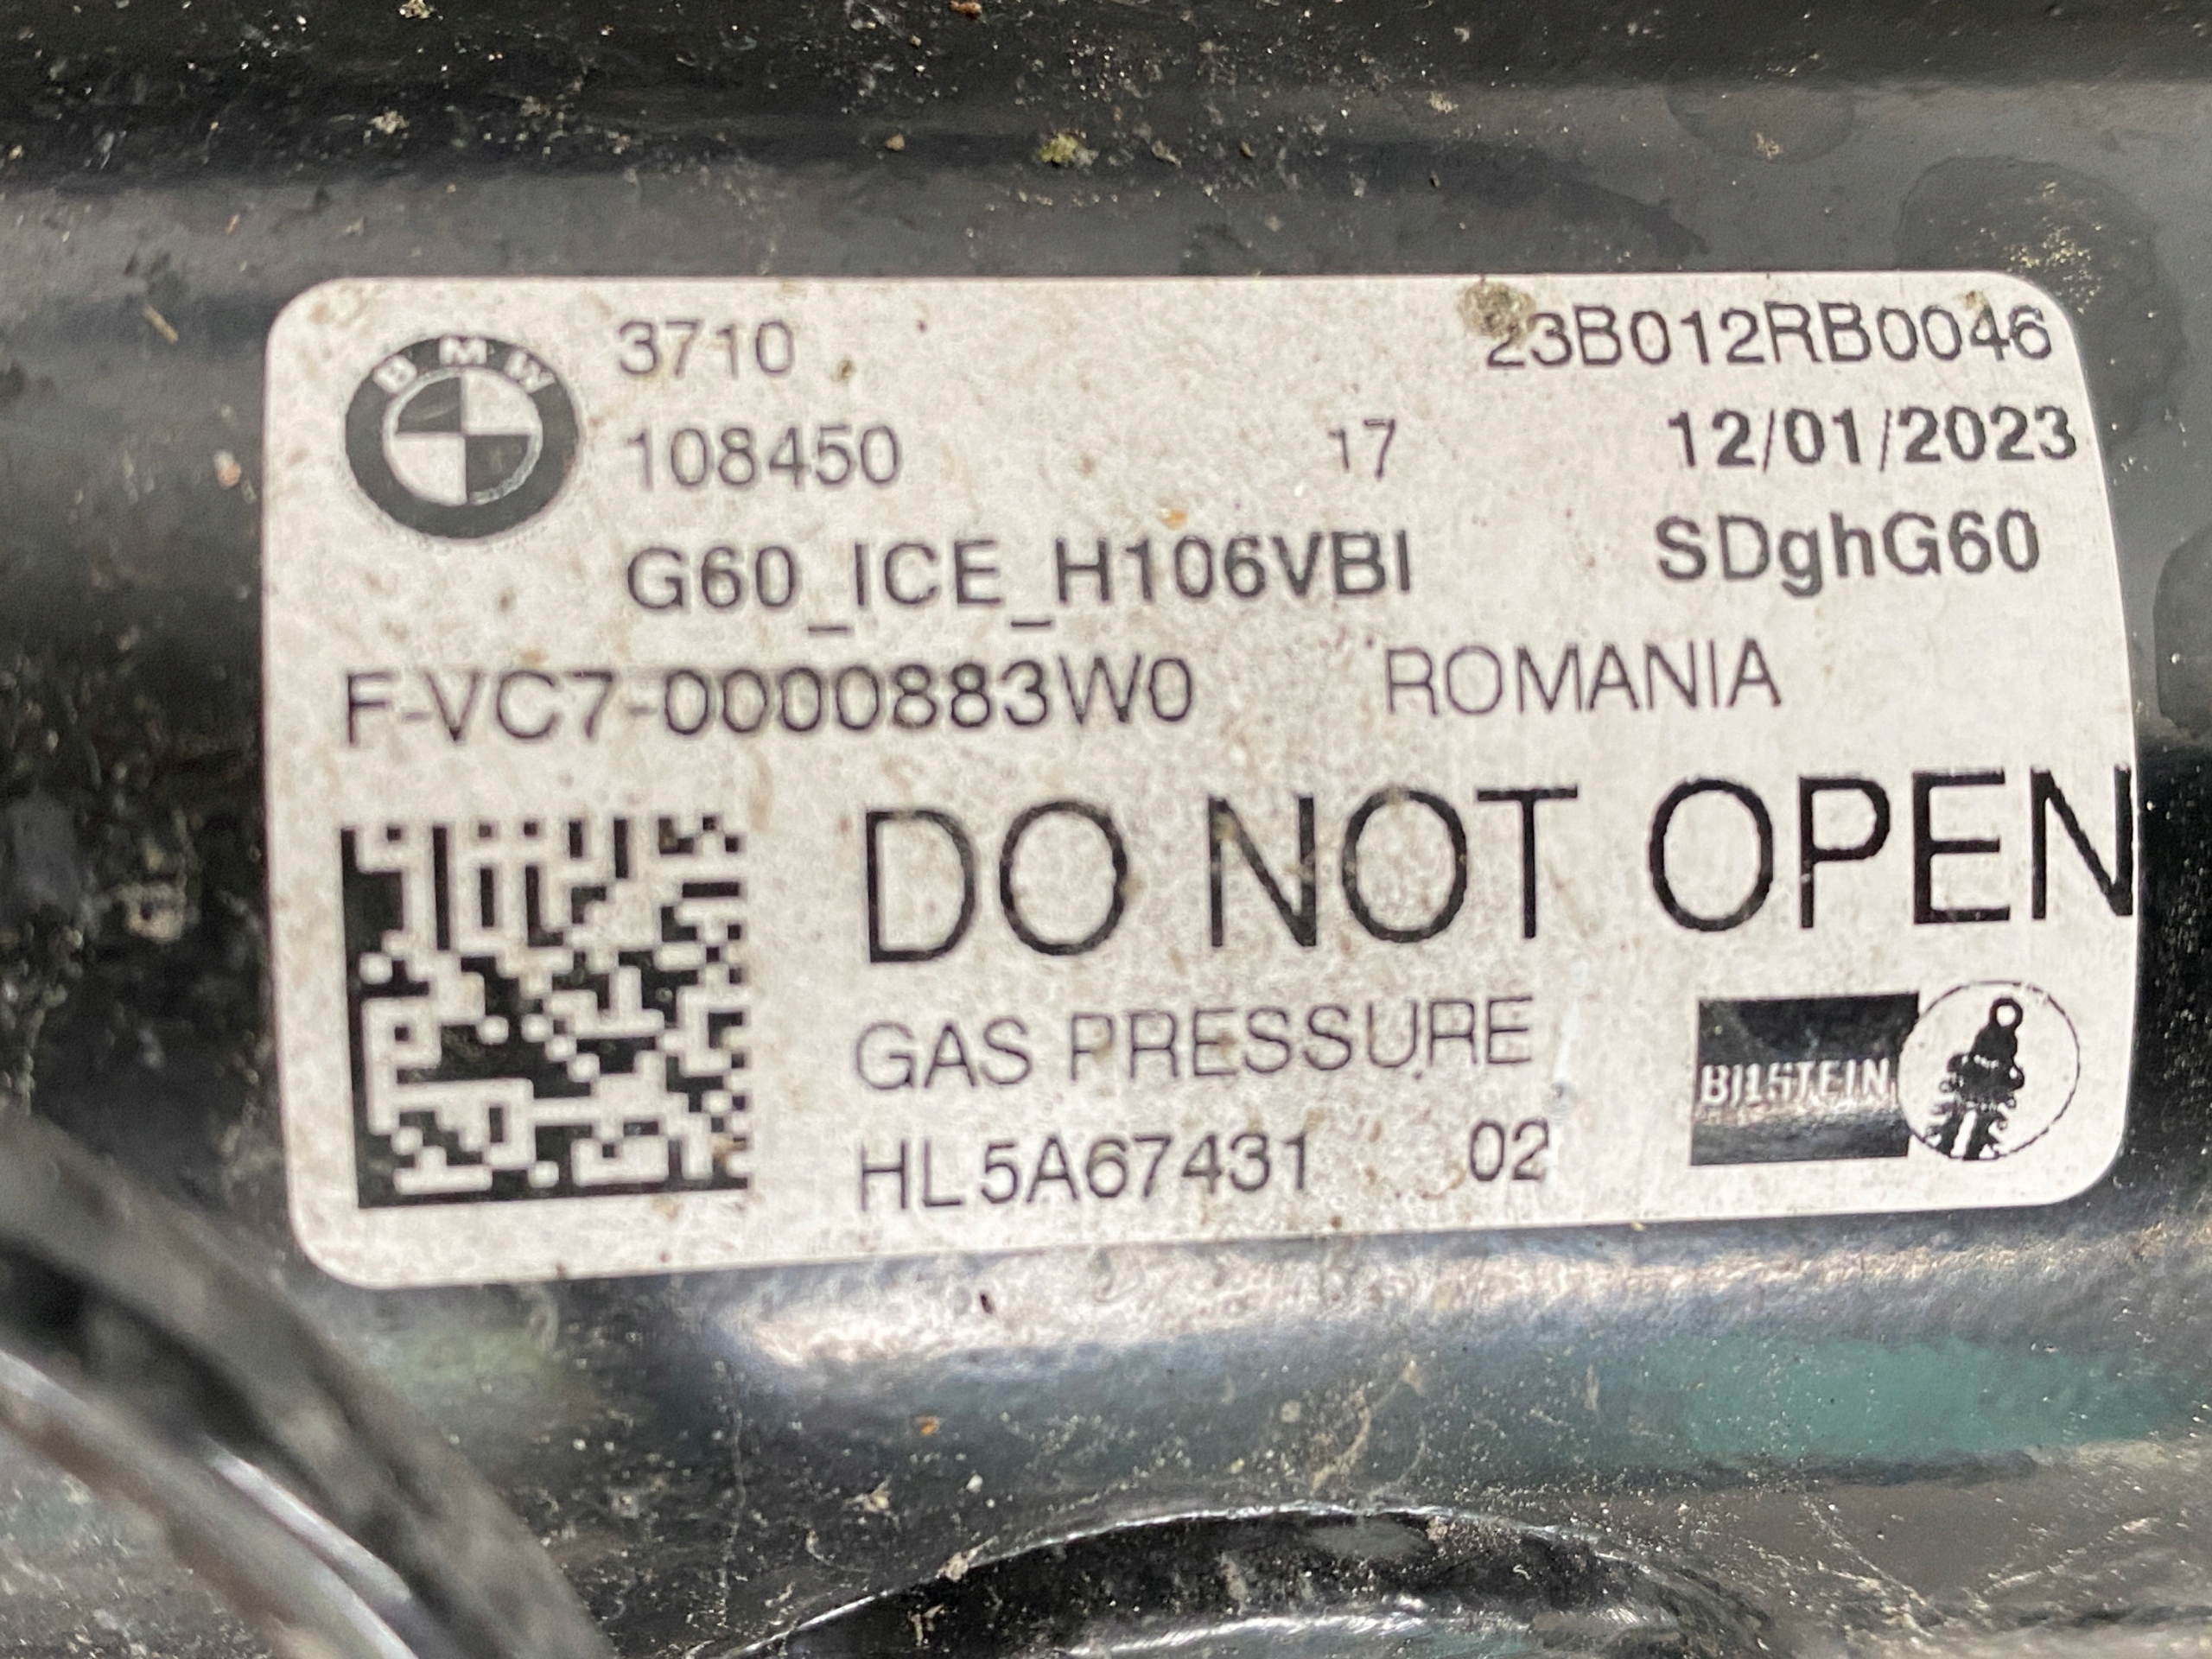 BMW 3710 23B012RB0046
108450 17 12/01/2023
G60_ICE_H106VBI SDghG60
F-VC7-0000883W0 ROMANIA
DO NOT OPEN
GAS PRESSURE
BILSTEIN
HL5A67431 02